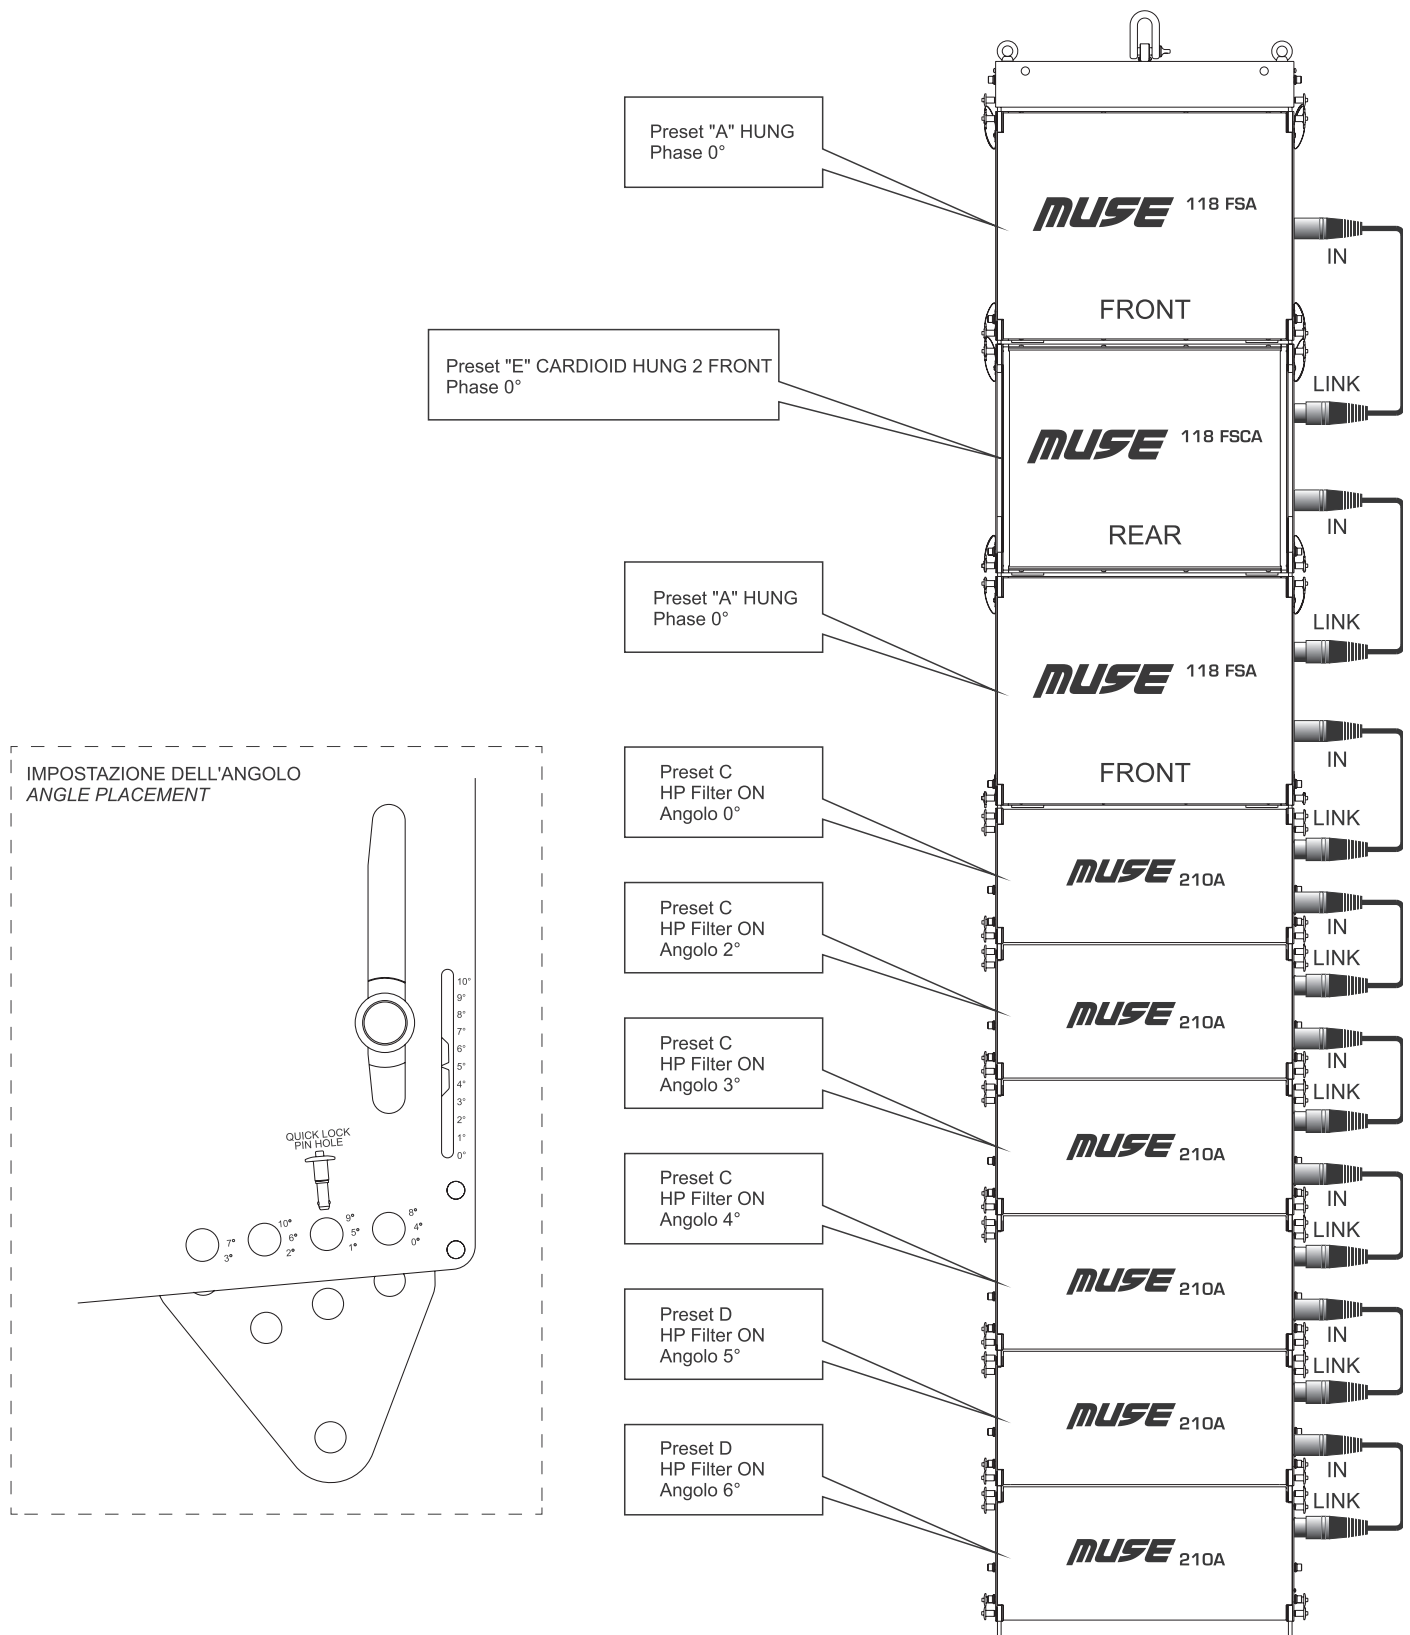 Preset "A" HUNG
Phase 0°
MUSE 118 FSA
IN
FRONT
Preset "E" CARDIOID HUNG 2 FRONT
Phase 0°
LINK
MUSE 118 FSCA
IN
REAR
Preset "A" HUNG
Phase 0°
LINK
MUSE 118 FSA
IN
FRONT
IMPOSTAZIONE DELL'ANGOLO
ANGLE PLACEMENT
10°
9°
8°
7°
6°
5°
4°
3°
2°
1°
0°
QUICK LOCK
PIN HOLE
7°
3°
10°
6°
2°
9°
5°
1°
8°
4°
0°
Preset C
HP Filter ON
Angolo 0°
LINK
MUSE 210A
IN
Preset C
HP Filter ON
Angolo 2°
LINK
MUSE 210A
IN
Preset C
HP Filter ON
Angolo 3°
LINK
MUSE 210A
IN
Preset C
HP Filter ON
Angolo 4°
LINK
MUSE 210A
IN
Preset D
HP Filter ON
Angolo 5°
LINK
MUSE 210A
IN
Preset D
HP Filter ON
Angolo 6°
LINK
MUSE 210A